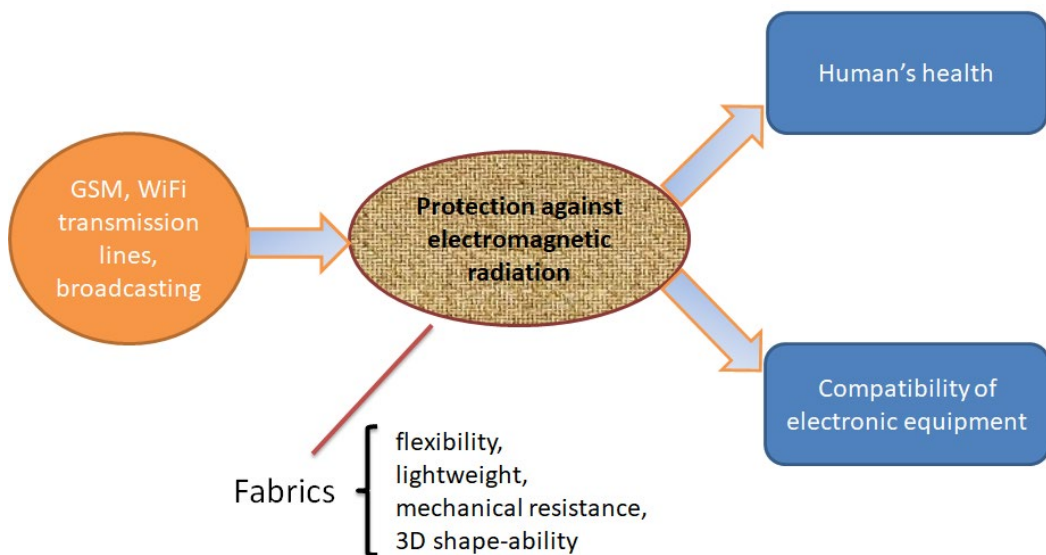 GSM, WiFi
transmission
lines,
broadcasting
Protection against
electromagnetic
radiation
Human’s health
Compatibility of
electronic equipment
Fabrics
flexibility,
lightweight,
mechanical resistance,
3D shape-ability